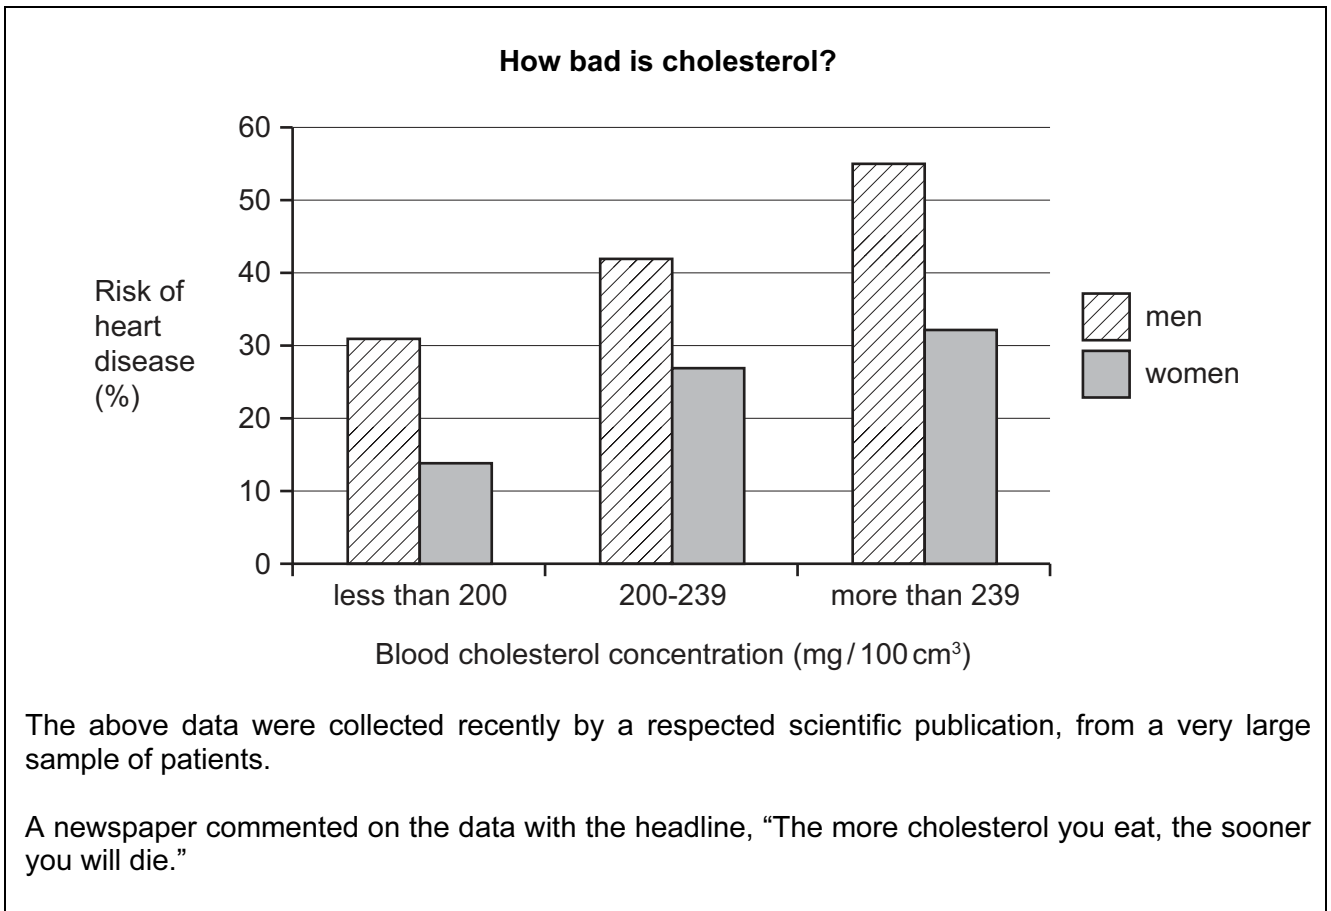 How bad is cholesterol?
60
50
40
30
20
10
0
Risk of
heart
disease
(%)
men
women
less than 200
200-239
more than 239
Blood cholesterol concentration (mg / 100 cm³)
The above data were collected recently by a respected scientific publication, from a very large
sample of patients.
A newspaper commented on the data with the headline, “The more cholesterol you eat, the sooner
you will die.”